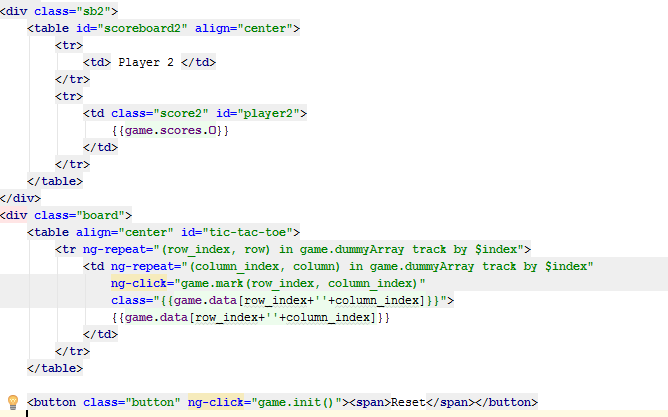 <div class="sb2">
<table id="scoreboard2" align="center">
<tr>
<td> Player 2 </td>
</tr>
<tr>
<td class="score2" id="player2">
{{game.scores.O}}
</td>
</tr>
</table>
</div>
<div class="board">
<table align="center" id="tic-tac-toe">
<tr ng-repeat="(row_index, row) in game.dummyArray track by $index">
<td ng-repeat="(column_index, column) in game.dummyArray track by $index"
ng-click="game.mark(row_index, column_index)"
class="{{game.data[row_index+''+column_index]}}">
{{game.data[row_index+''+column_index]}}
</td>
</tr>
</table>
<button class="button" ng-click="game.init()"><span>Reset</span></button>